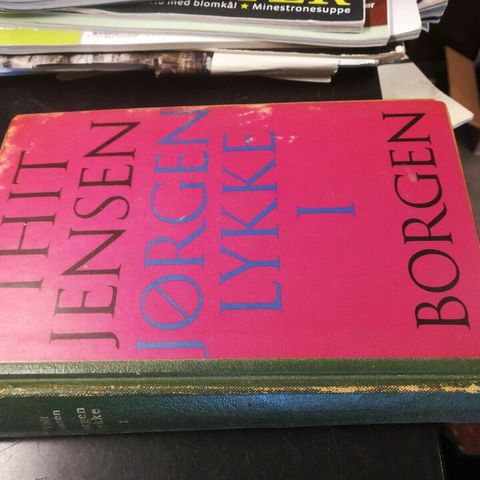 med blomkål ★ Minestronesuppe
THIT
JENSEN
JØRGEN
LYKKE
I
BORGEN
I